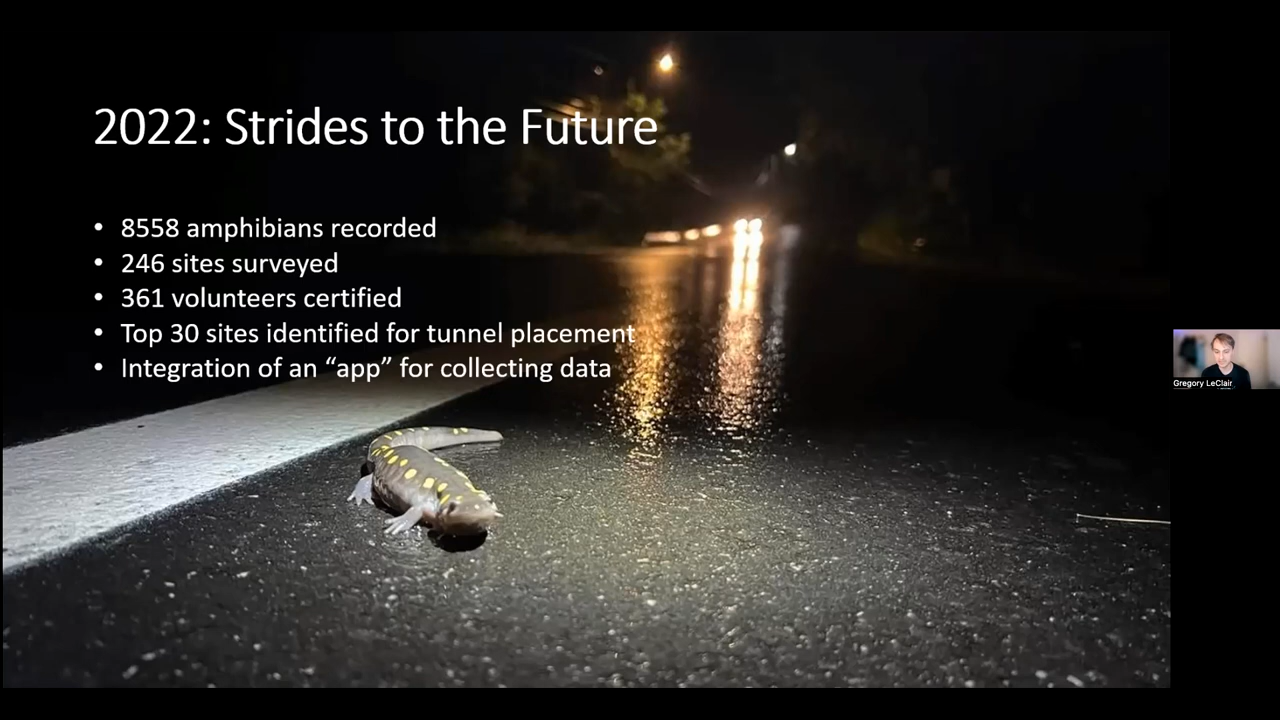 2022: Strides to the Future
• 8558 amphibians recorded
• 246 sites surveyed
• 361 volunteers certified
• Top 30 sites identified for tunnel placement
• Integration of an “app” for collecting data
Gregory LeClair